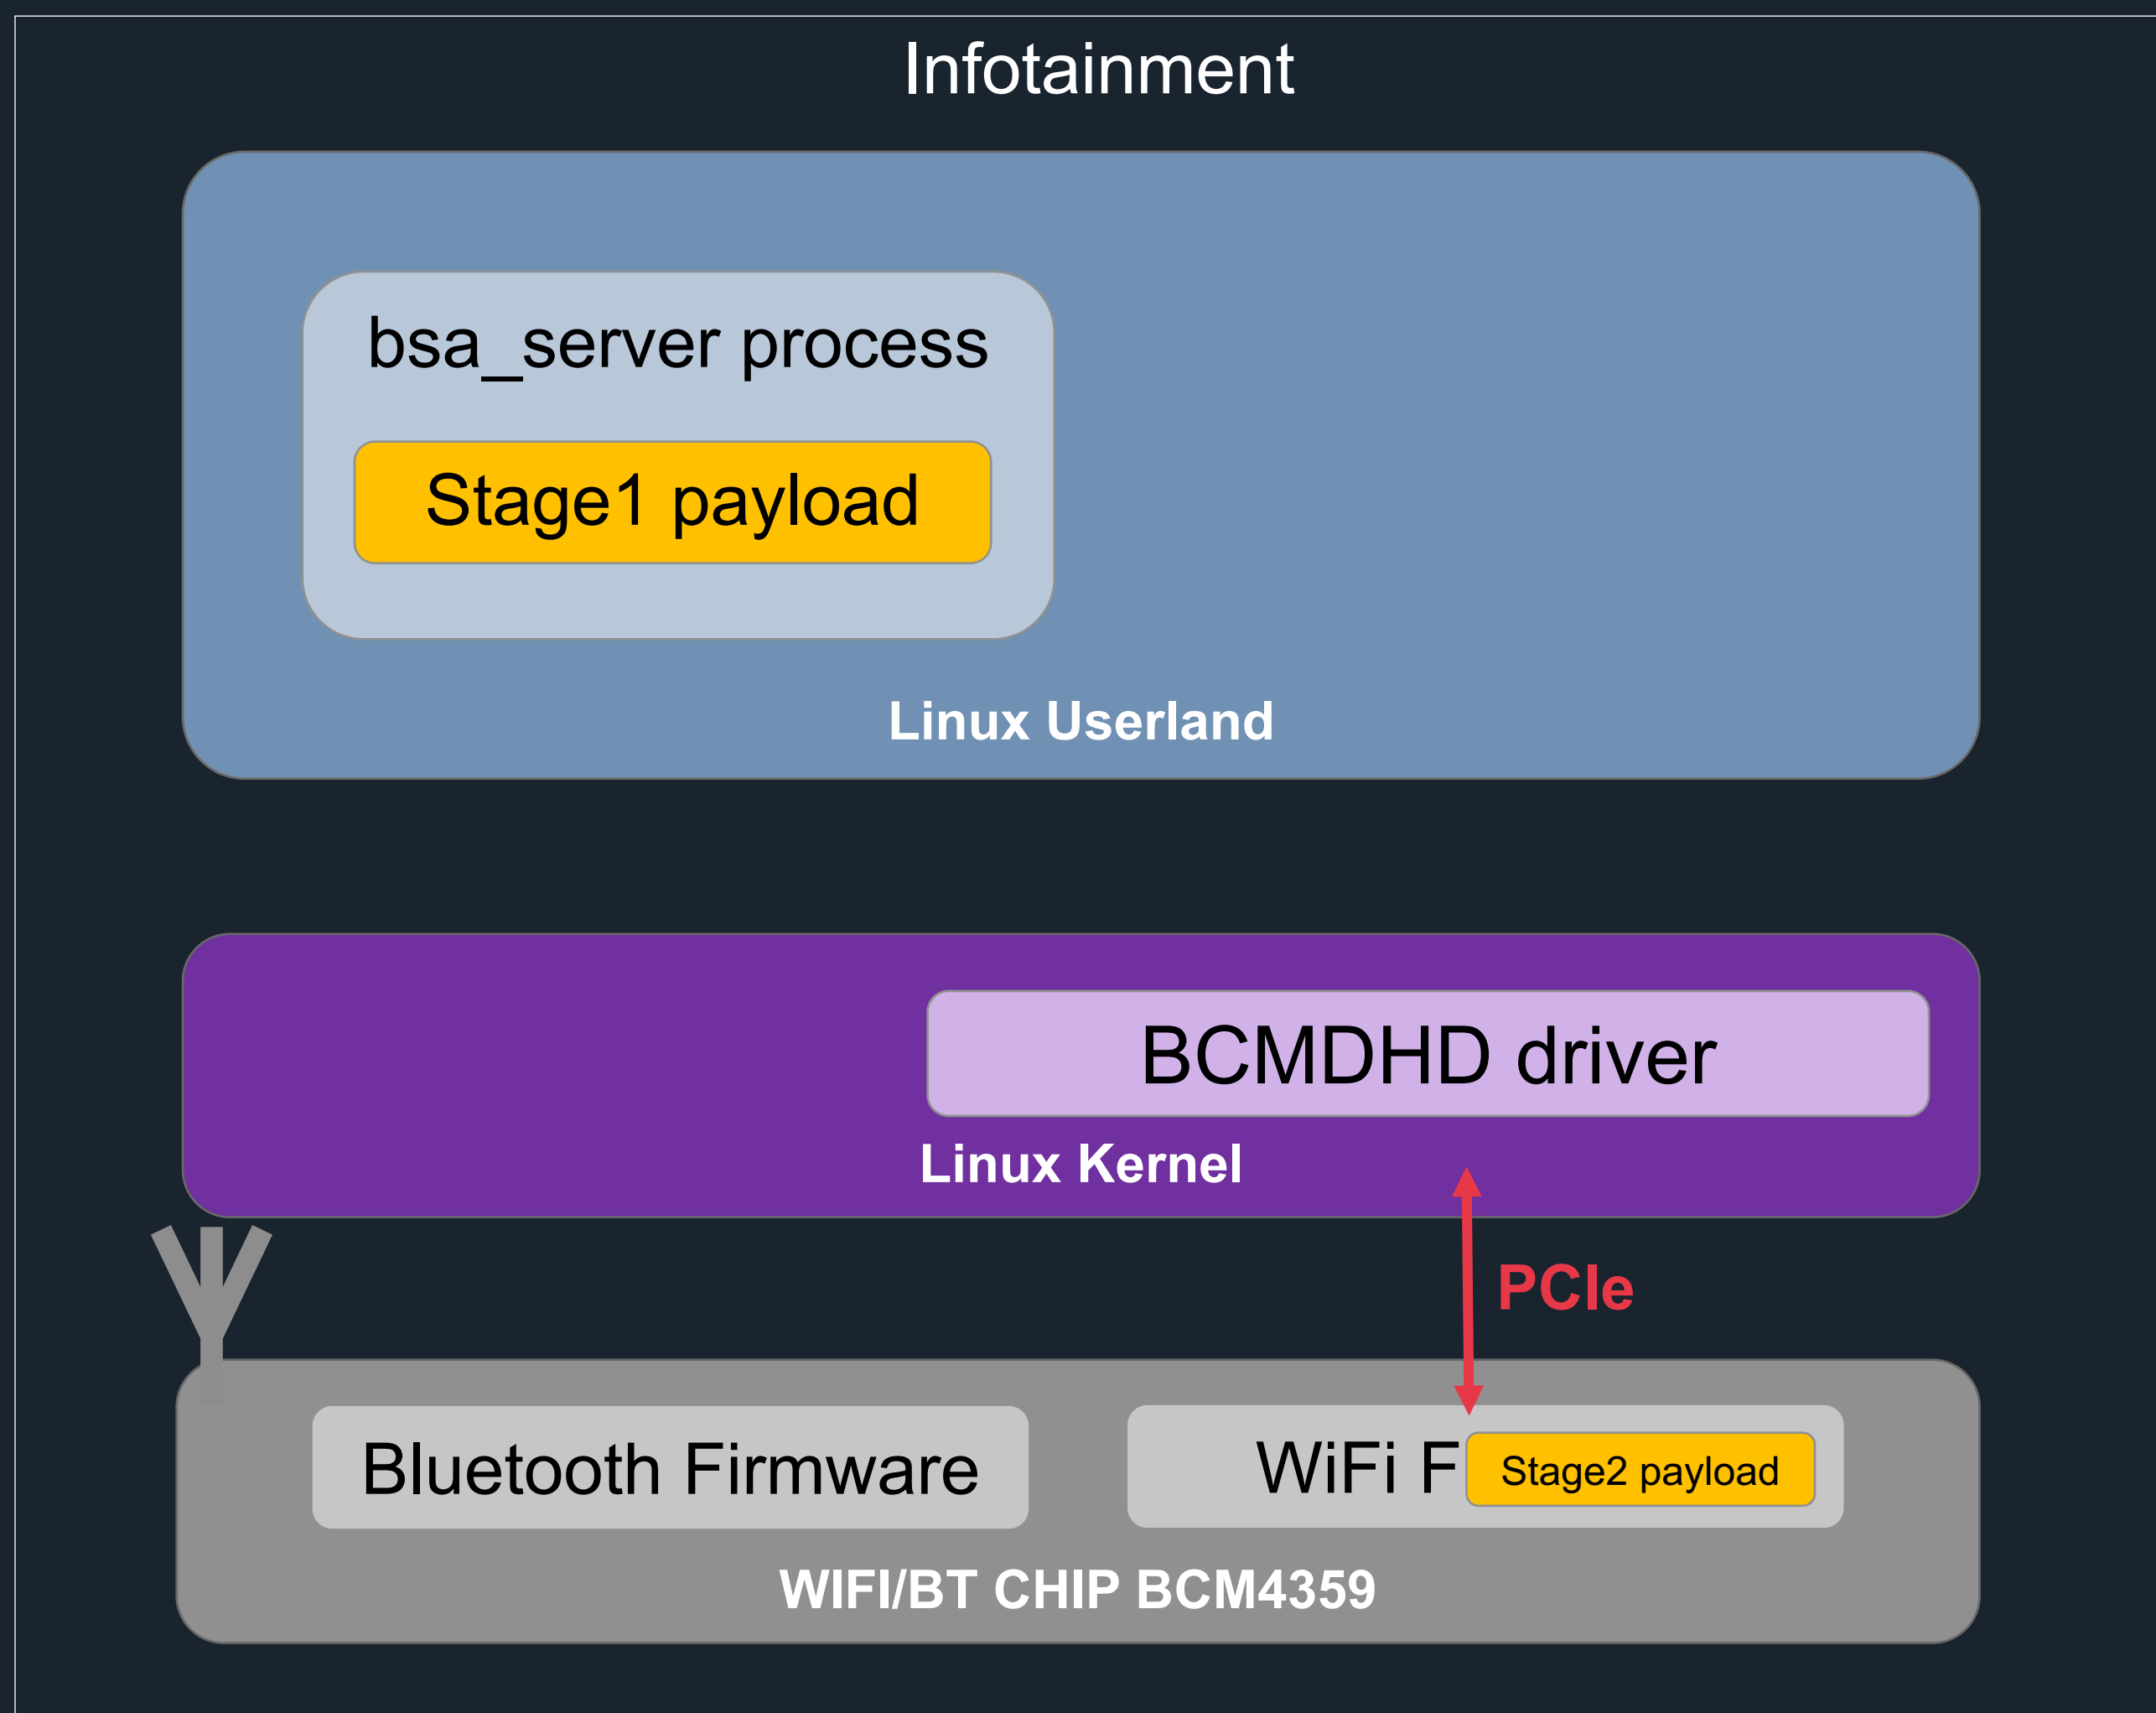 Infotainment
bsa_server process
Stage1 payload
Linux Userland
BCMDHD driver
Linux Kernel
PCIe
Bluetooth Firmware
WiFi F
Stage2 payload
WIFI/BT CHIP BCM4359